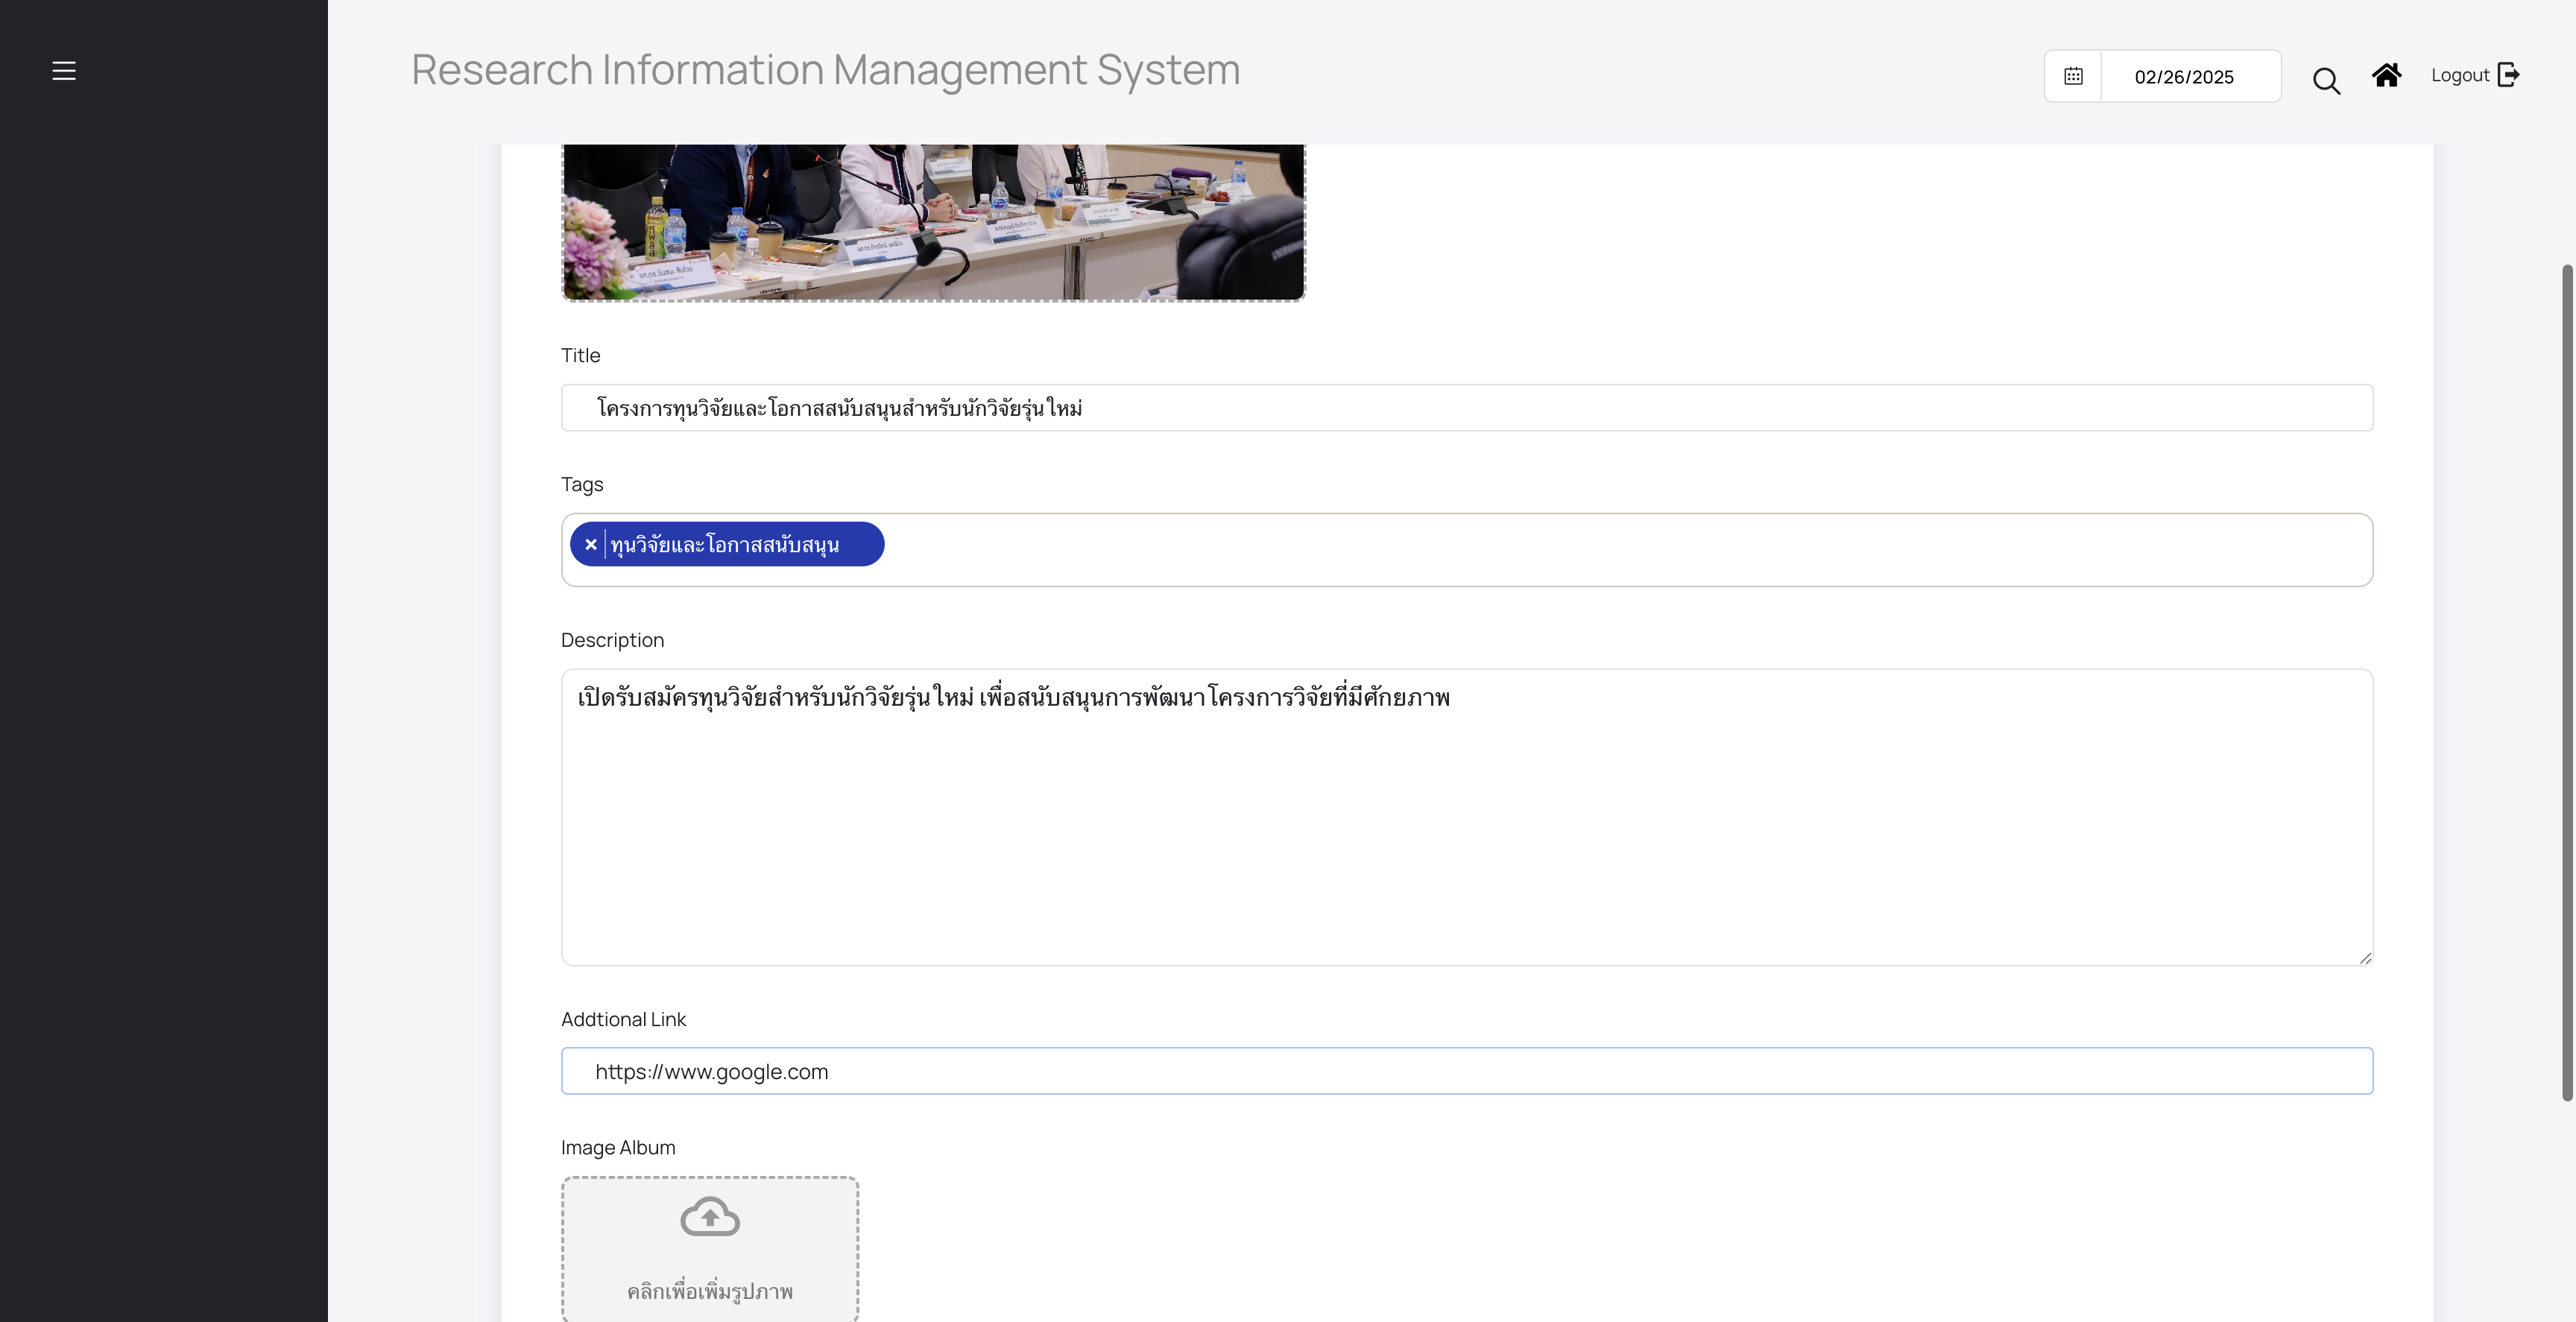 Research Information Management System
02/26/2025
Logout
Title
โครงการทุนวิจัยและโอกาสสนับสนุนสำหรับนักวิจัยรุ่นใหม่
Tags
× ทุนวิจัยและโอกาสสนับสนุน
Description
เปิดรับสมัครทุนวิจัยสำหรับนักวิจัยรุ่นใหม่ เพื่อสนับสนุนการพัฒนาโครงการวิจัยที่มีศักยภาพ
Addtional Link
https://www.google.com
Image Album
คลิกเพื่อเพิ่มรูปภาพ